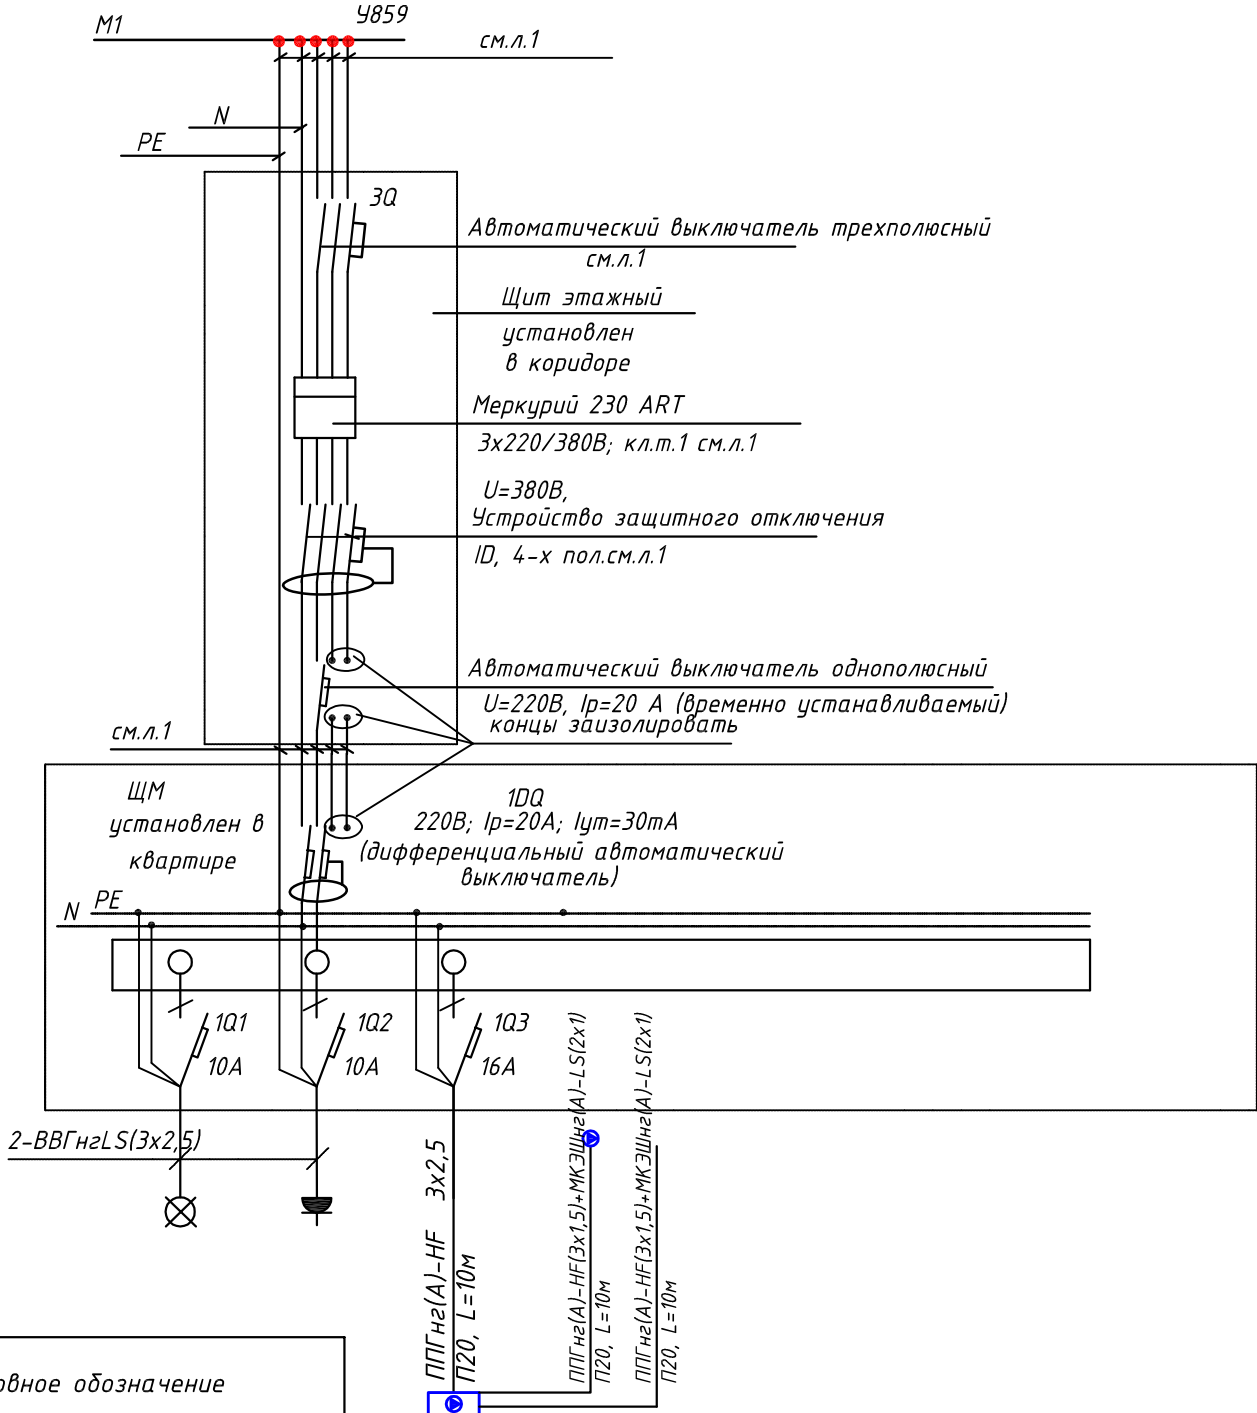 М1
У859
см.л.1
N
PE
3Q
Автоматический выключатель трехполюсный
см.л.1
Щит этажный
установлен
в коридоре
Меркурий 230 ART
3х220/380В; кл.т.1 см.л.1
U=380В,
Устройство защитного отключения
ID, 4-х пол.см.л.1
Автоматический выключатель однополюсный
U=220В, Iр=20 А (временно устанавливаемый)
концы заизолировать
см.л.1
ЩМ
установлен в
квартире
1DQ
220В; Iр=20А; Iут=30mA
(дифференциальный автоматический
выключатель)
PE
N
1Q1
10А
1Q2
10А
1Q3
16А
2-ВВГнгLS(3х2,5)
ППГнг(А)-HF 3х2,5
П20, L=10м
ППГнг(А)-HF(3х1,5)+МКЭШнг(А)-LS(2х1)
П20, L=10м
ППГнг(А)-HF(3х1,5)+МКЭШнг(А)-LS(2х1)
П20, L=10м
овное обозначение